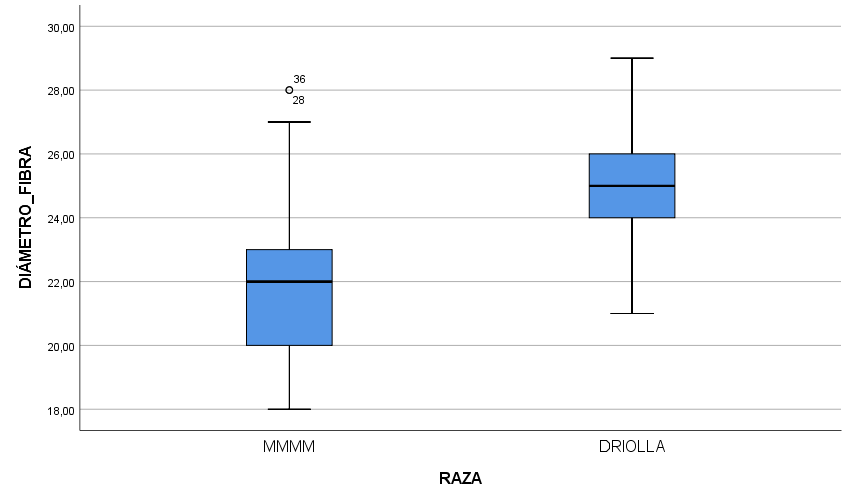 30,00
36
28,00
28
26,00
DIÁMETRO_FIBRA
24,00
22,00
20,00
18,00
MMMM
DRIOLLA
RAZA